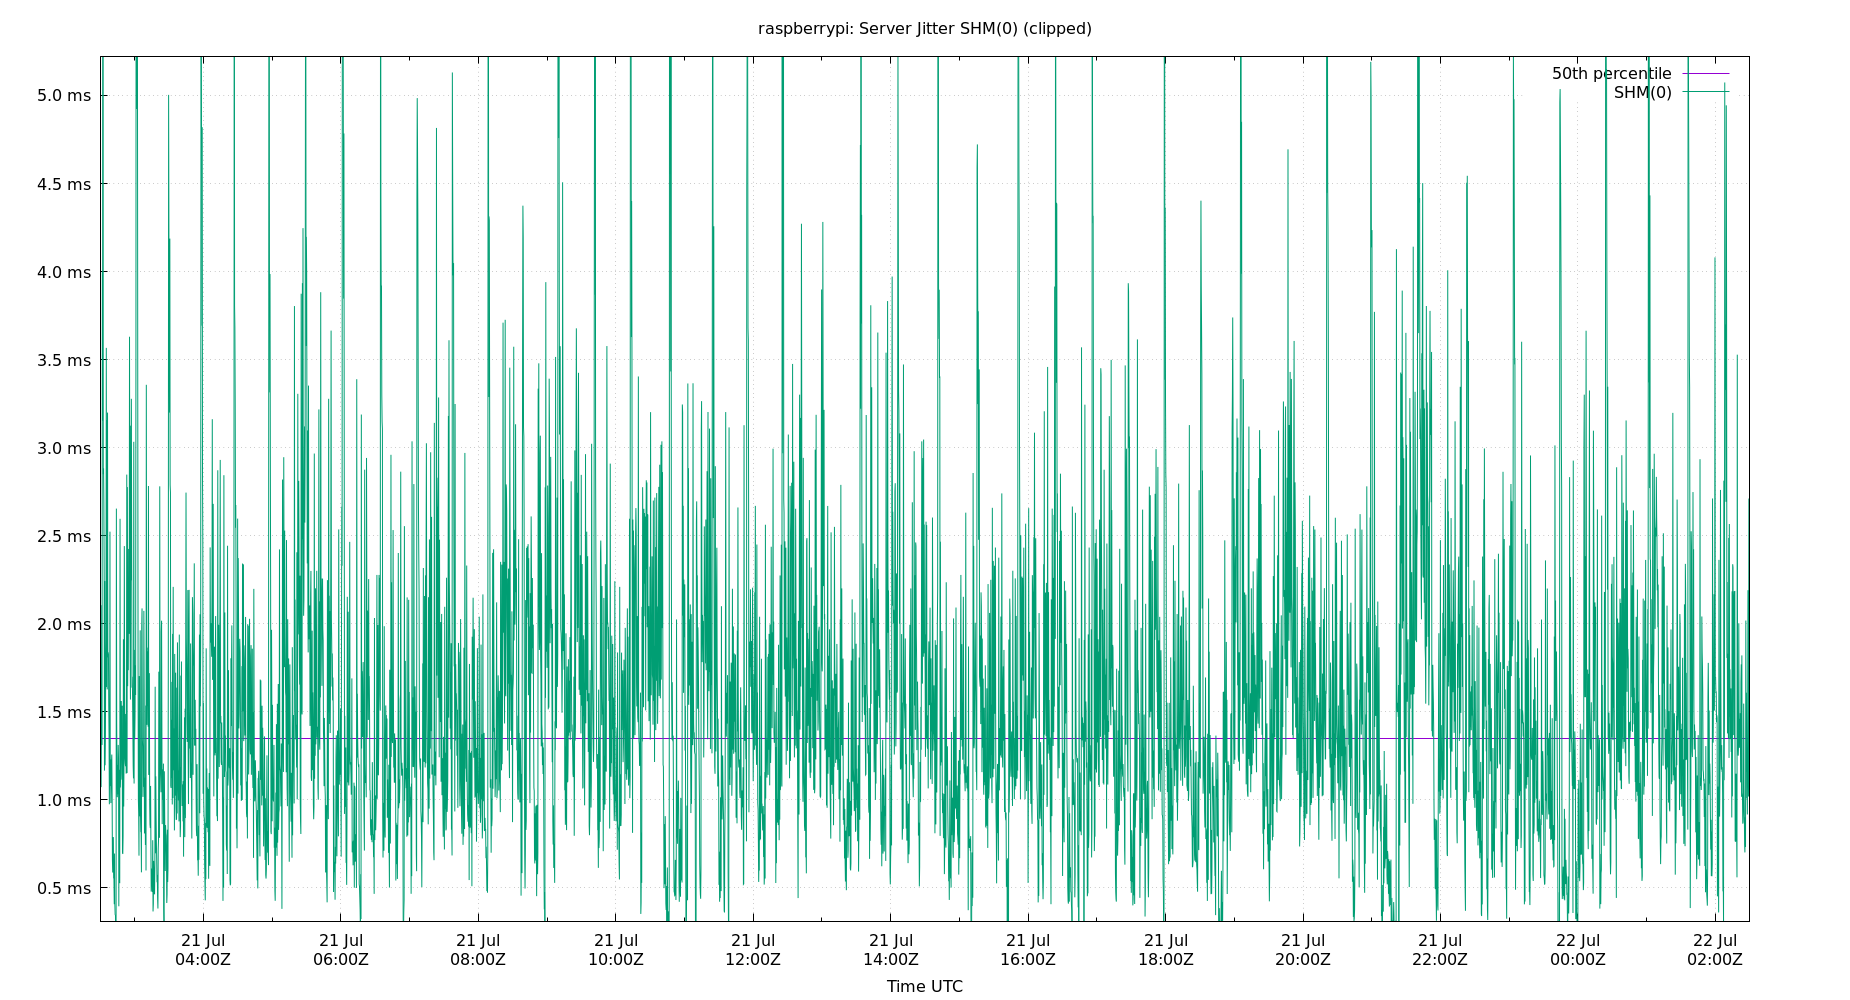 raspberrypi: Server Jitter SHM(0) (clipped)
50th percentile
SHM(0)
5.0 ms
4.5 ms
4.0 ms
3.5 ms
3.0 ms
2.5 ms
2.0 ms
1.5 ms
1.0 ms
0.5 ms
21 Jul 21 Jul 21 Jul 21 Jul 21 Jul 21 Jul 21 Jul 21 Jul 21 Jul 21 Jul 22 Jul 22 Jul
04:00Z 06:00Z 08:00Z 10:00Z 12:00Z 14:00Z 16:00Z 18:00Z 20:00Z 22:00Z 00:00Z 02:00Z
Time UTC